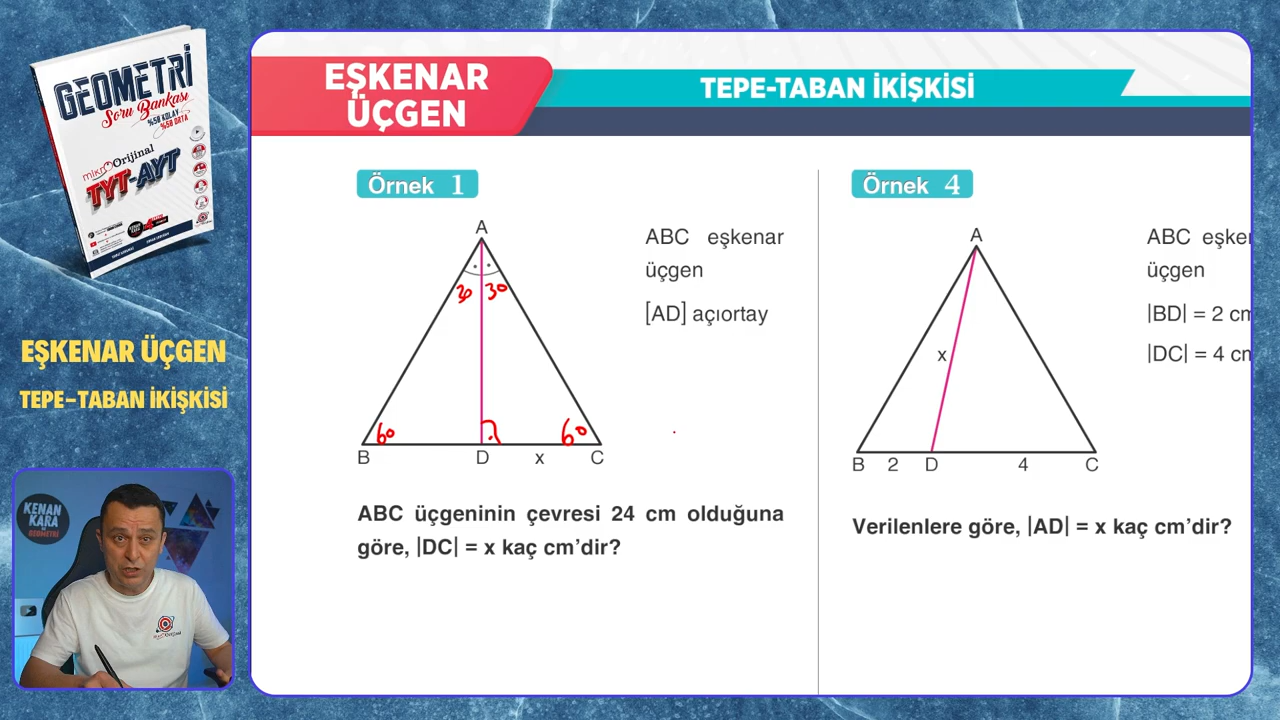 GEOMETRİ
Soru Bankası
%50 KOLAY
%50 ORTA
mikro Orijinal
TYT-AYT
EŞKENAR ÜÇGEN
TEPE-TABAN İKİŞKİSİ
KENAN
KARA
GEOMETRİ
EŞKENAR
ÜÇGEN
TEPE-TABAN İKİŞKİSİ
Örnek 1
A
30 30
60
60
B
D
x
C
ABC eşkenar
üçgen
[AD] açıortay
ABC üçgeninin çevresi 24 cm olduğuna
göre, |DC| = x kaç cm'dir?
Örnek 4
A
x
B
2
D
4
C
ABC eşker
üçgen
|BD| = 2 cm
|DC| = 4 cm
Verilenlere göre, |AD| = x kaç cm'dir?